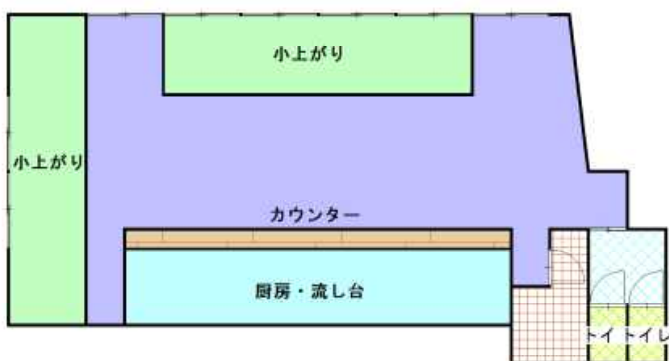 小上がり
小上がり
カウンター
厨房・流し台
トイ
トイレ